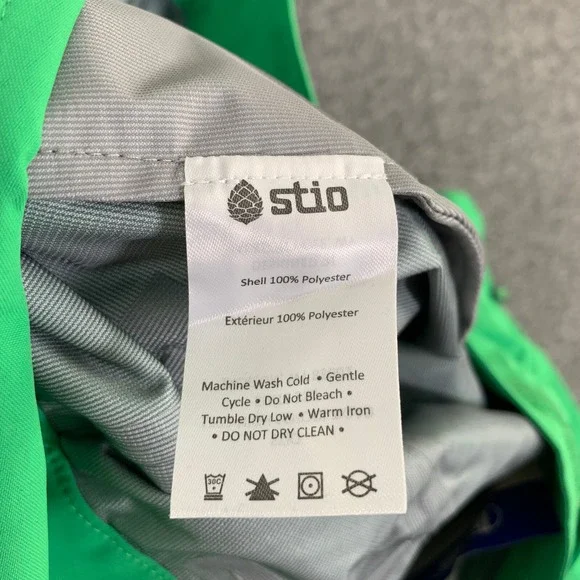 stio
Shell 100% Polyester
Extérieur 100% Polyester
Machine Wash Cold • Gentle
Cycle • Do Not Bleach •
Tumble Dry Low • Warm Iron
• DO NOT DRY CLEAN •
30C